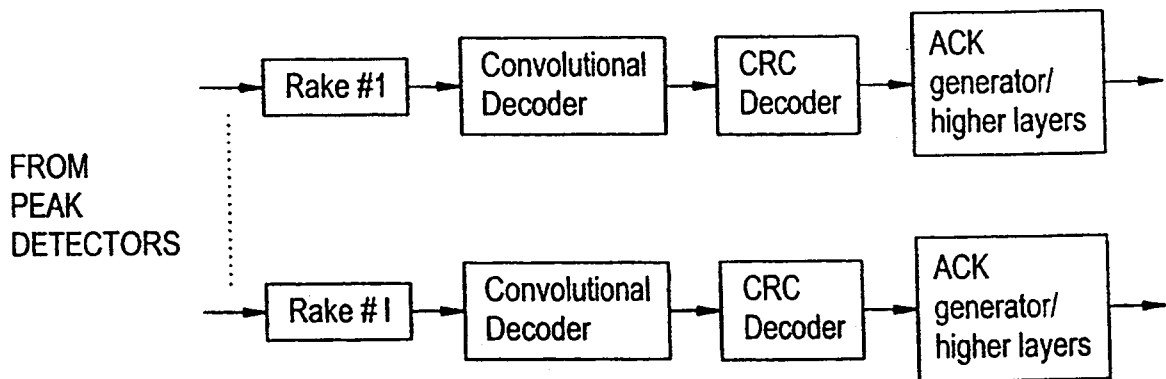 FROM
PEAK
DETECTORS
Rake #1
Convolutional
Decoder
CRC
Decoder
ACK
generator/
higher layers
Rake # I
Convolutional
Decoder
CRC
Decoder
ACK
generator/
higher layers